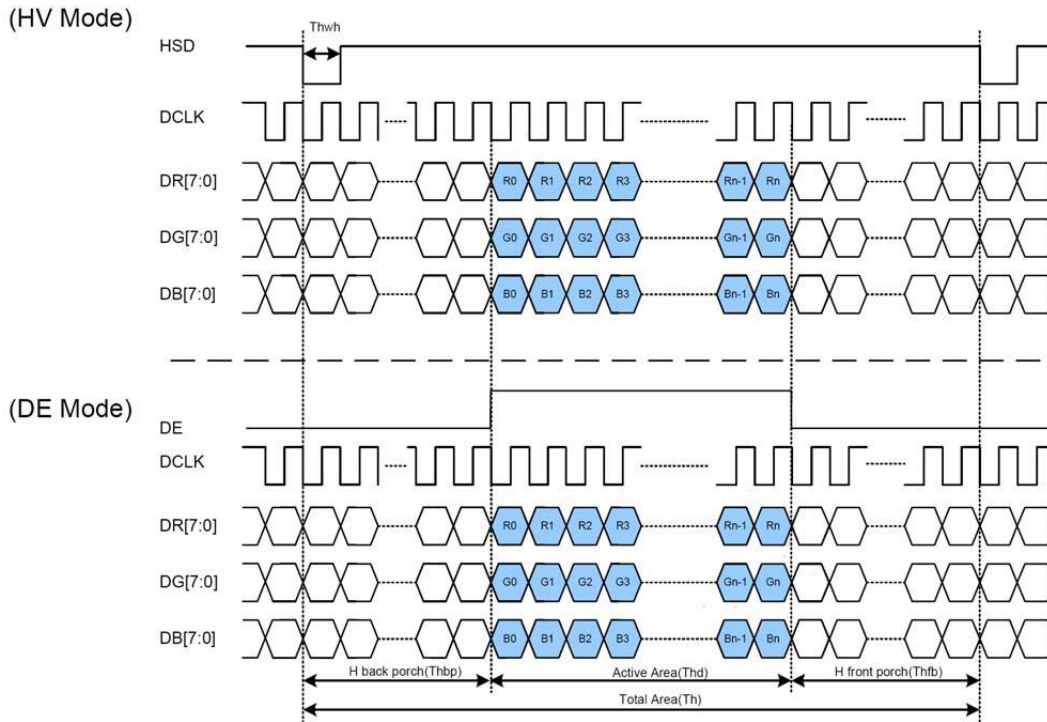 (HV Mode)
Thwh
HSD
DCLK
DR[7:0] R0 R1 R2 R3 Rn-1 Rn
DG[7:0] G0 G1 G2 G3 Gn-1 Gn
DB[7:0] B0 B1 B2 B3 Bn-1 Bn
(DE Mode)
DE
DCLK
DR[7:0] R0 R1 R2 R3 Rn-1 Rn
DG[7:0] G0 G1 G2 G3 Gn-1 Gn
DB[7:0] B0 B1 B2 B3 Bn-1 Bn
H back porch(Thbp) Active Area(Thd) H front porch(Thfb)
Total Area(Th)